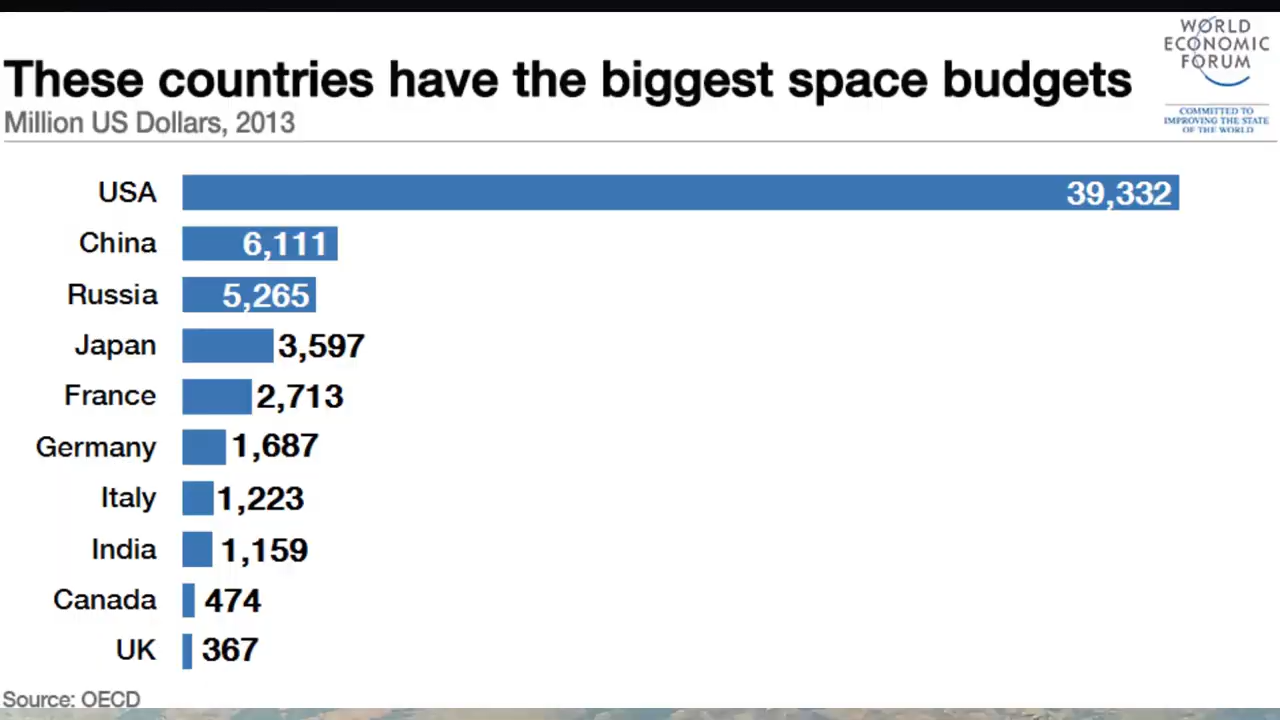 WORLD
ECONOMIC
FORUM
COMMITTED TO
IMPROVING THE STATE
OF THE WORLD
These countries have the biggest space budgets
Million US Dollars, 2013
USA 39,332
China 6,111
Russia 5,265
Japan 3,597
France 2,713
Germany 1,687
Italy 1,223
India 1,159
Canada 474
UK 367
Source: OECD